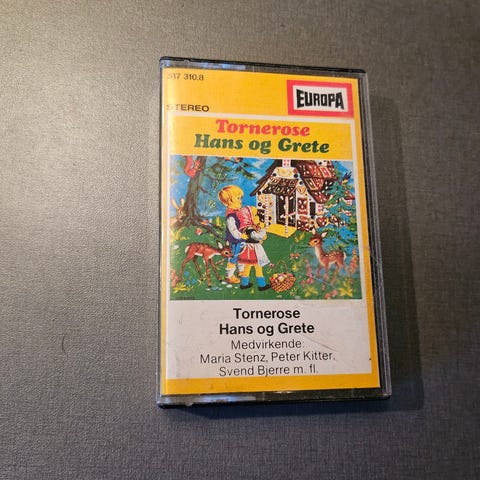 517 310.8
EUROPA
STEREO
Tornerose
Hans og Grete
Tornerose
Hans og Grete
Medvirkende:
Maria Stenz, Peter Kitter,
Svend Bjerre m. fl.